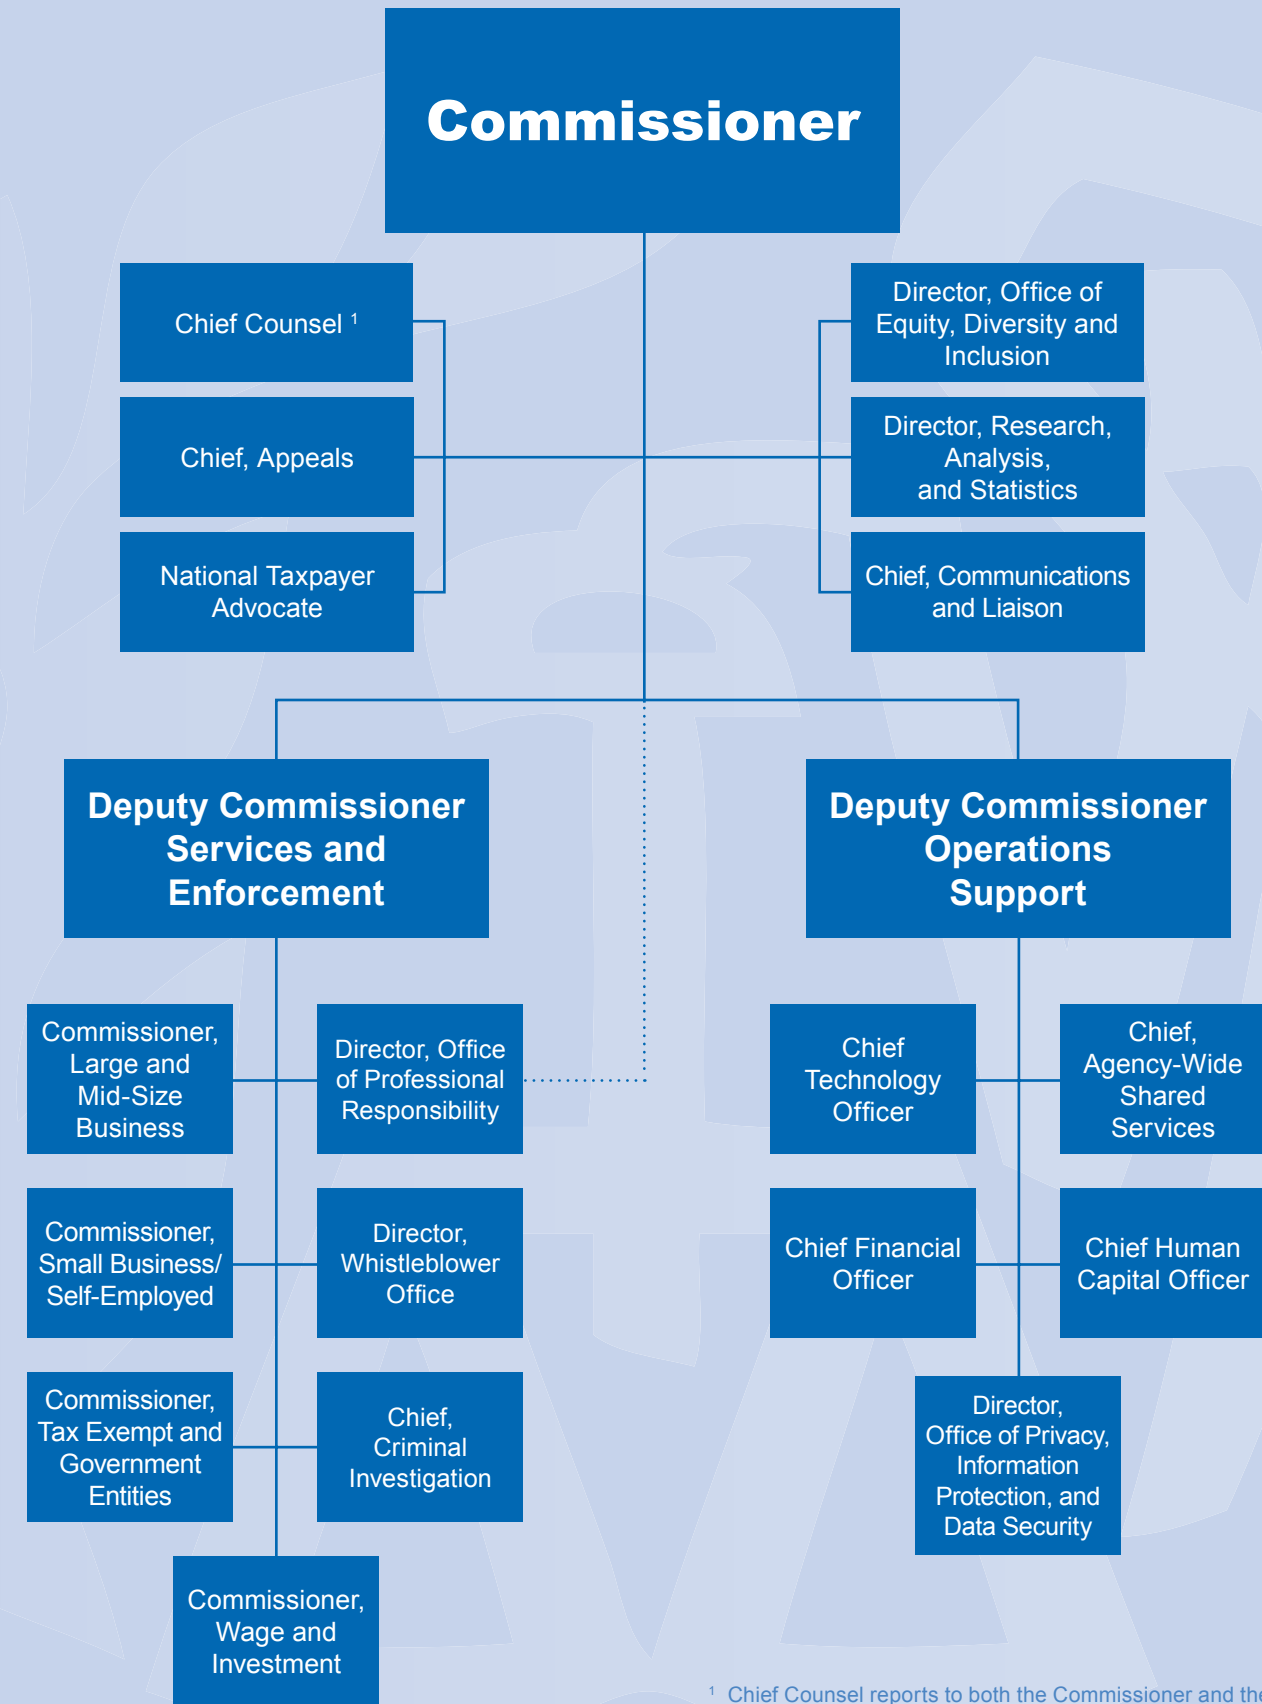 Commissioner
Chief Counsel 1
Director, Office of
Equity, Diversity and
Inclusion
Chief, Appeals
Director, Research,
Analysis,
and Statistics
National Taxpayer
Advocate
Chief, Communications
and Liaison
Deputy Commissioner
Services and
Enforcement
Deputy Commissioner
Operations
Support
Commissioner,
Large and
Mid-Size
Business
Director, Office
of Professional
Responsibility
Chief
Technology
Officer
Chief,
Agency-Wide
Shared
Services
Commissioner,
Small Business/
Self-Employed
Director,
Whistleblower
Office
Chief Financial
Officer
Chief Human
Capital Officer
Commissioner,
Tax Exempt and
Government
Entities
Chief,
Criminal
Investigation
Director,
Office of Privacy,
Information
Protection, and
Data Security
Commissioner,
Wage and
Investment
1 Chief Counsel reports to both the Commissioner and the